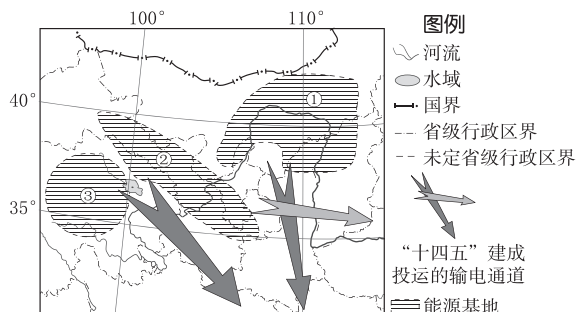 100°
110°
40°
35°
①
②
③
图例
河流
水域
国界
省级行政区界
未定省级行政区界
“十四五”建成
投运的输电通道
能源基地